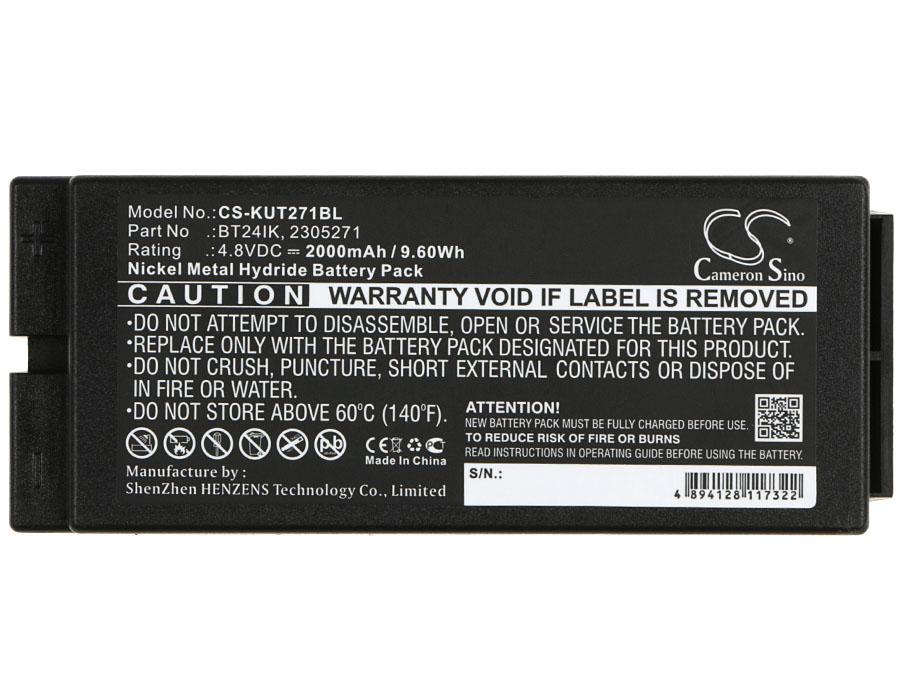 Model No.:CS-KUT271BL
Part No .:BT24IK, 2305271
Rating .:4.8VDC ⎓ 2000mAh / 9.60Wh
Nickel Metal Hydride Battery Pack
CS
Cameron Sino
CAUTION WARRANTY VOID IF LABEL IS REMOVED
•DO NOT ATTEMPT TO DISASSEMBLE, OPEN OR SERVICE THE BATTERY PACK.
•REPLACE ONLY WITH THE BATTERY PACK DESIGNATED FOR THIS PRODUCT.
•DO NOT CRUSH, PUNCTURE, SHORT EXTERNAL CONTACTS OR DISPOSE OF
IN FIRE OR WATER.
•DO NOT STORE ABOVE 60°C (140°F).
ATTENTION!
NEW BATTERY PACK MUST BE FULLY CHARGED BEFORE USE.
TO REDUCE RISK OF FIRE OR BURNS
READ INSTRUCTIONS IN OPERATING GUIDE BEFORE USING THE BATTERY PACK.
Pb
CE
Made In China
Manufacture by :
ShenZhen HENZENS Technology Co., Limited
S/N.:
4 894128 117322